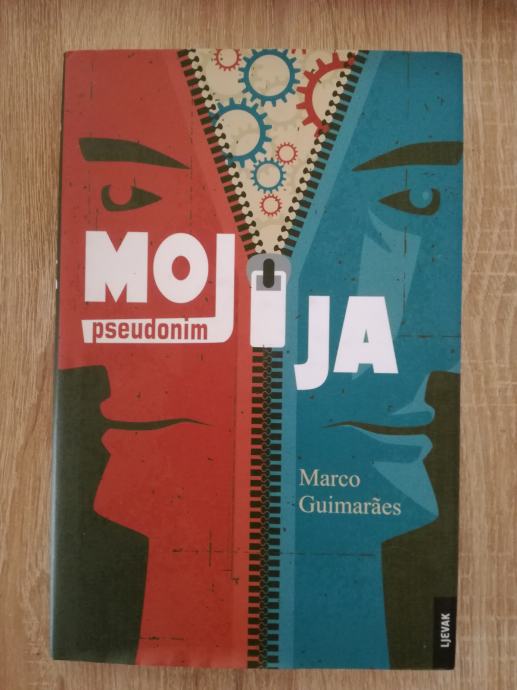 MOJ
pseudonim
i
JA
Marco
Guimarães
LJEVAK